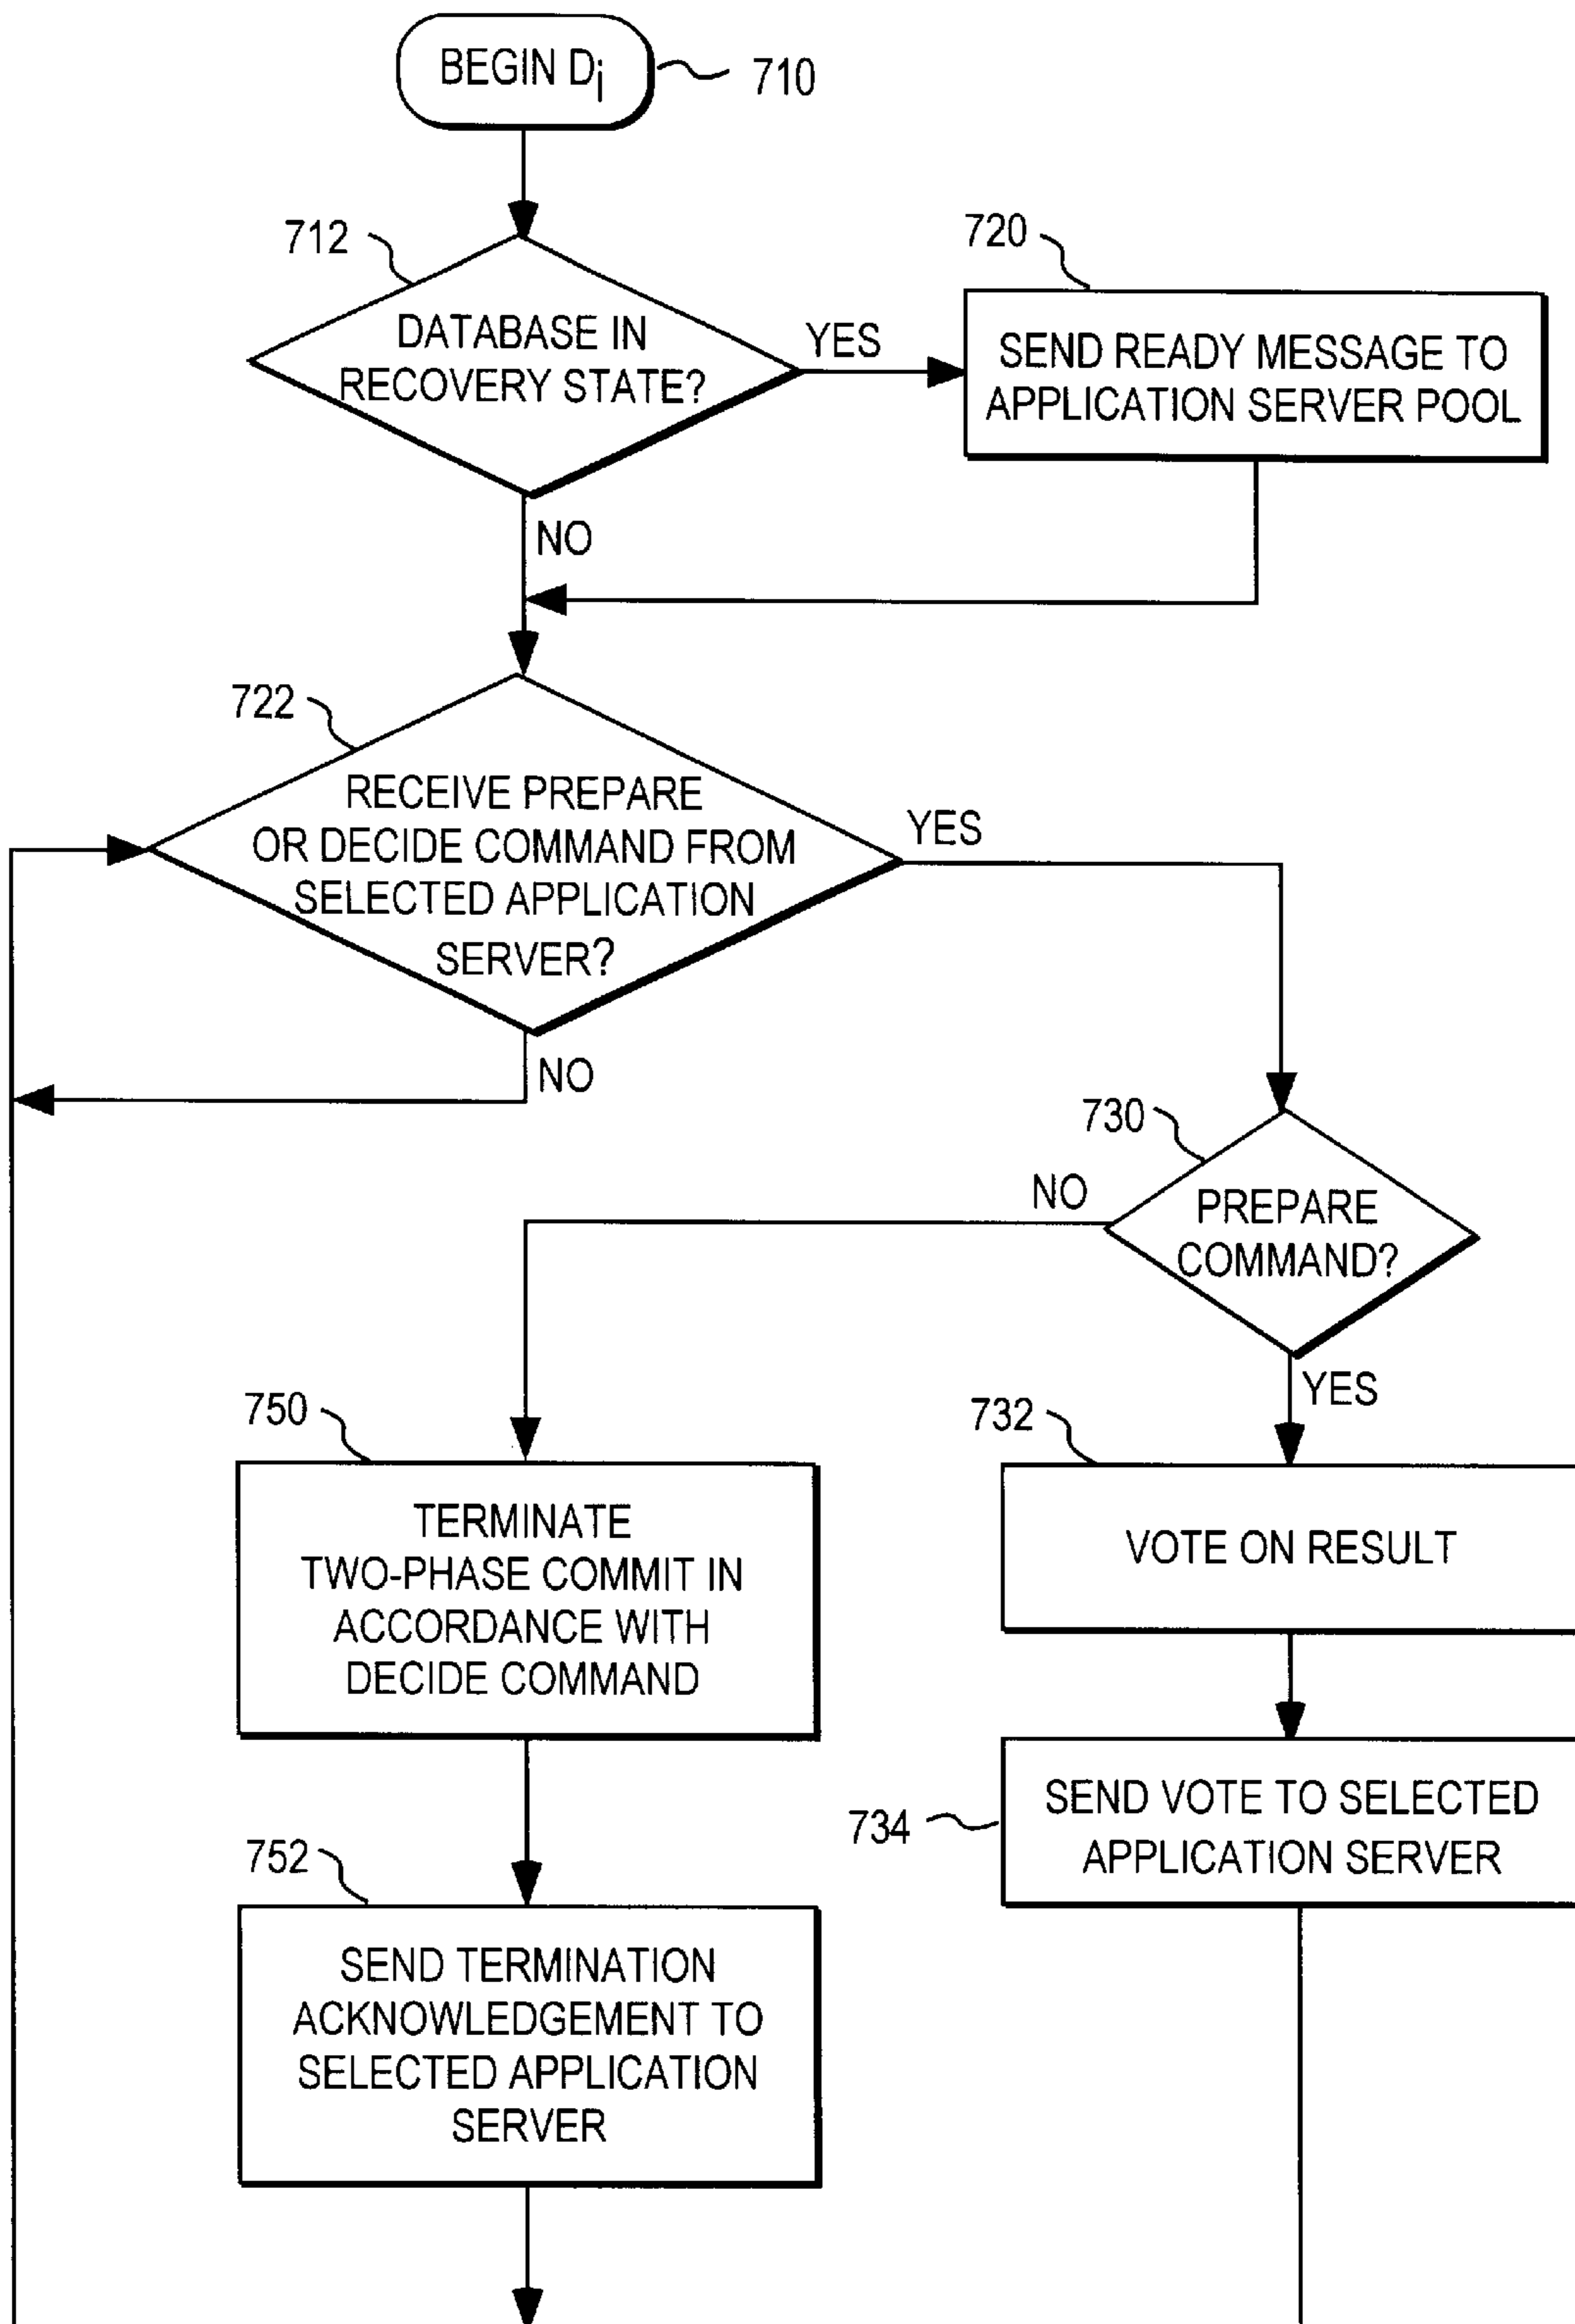 BEGIN Di
710
712
DATABASE IN
RECOVERY STATE?
YES
720
SEND READY MESSAGE TO
APPLICATION SERVER POOL
NO
722
RECEIVE PREPARE
OR DECIDE COMMAND FROM
SELECTED APPLICATION
SERVER?
YES
NO
730
PREPARE
COMMAND?
NO
YES
750
TERMINATE
TWO-PHASE COMMIT IN
ACCORDANCE WITH
DECIDE COMMAND
732
VOTE ON RESULT
734
SEND VOTE TO SELECTED
APPLICATION SERVER
752
SEND TERMINATION
ACKNOWLEDGEMENT TO
SELECTED APPLICATION
SERVER